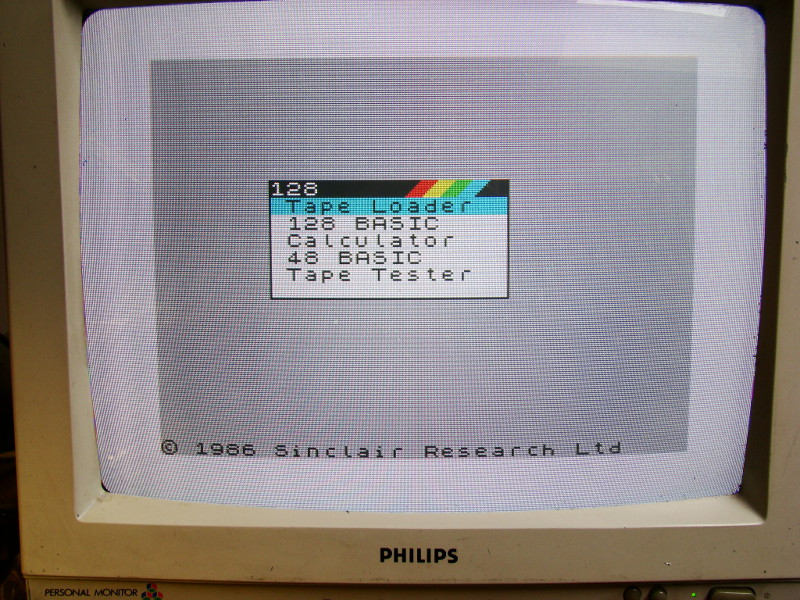 128
Tape Loader
128 BASIC
Calculator
48 BASIC
Tape Tester
© 1986 Sinclair Research Ltd
PHILIPS
PERSONAL MONITOR